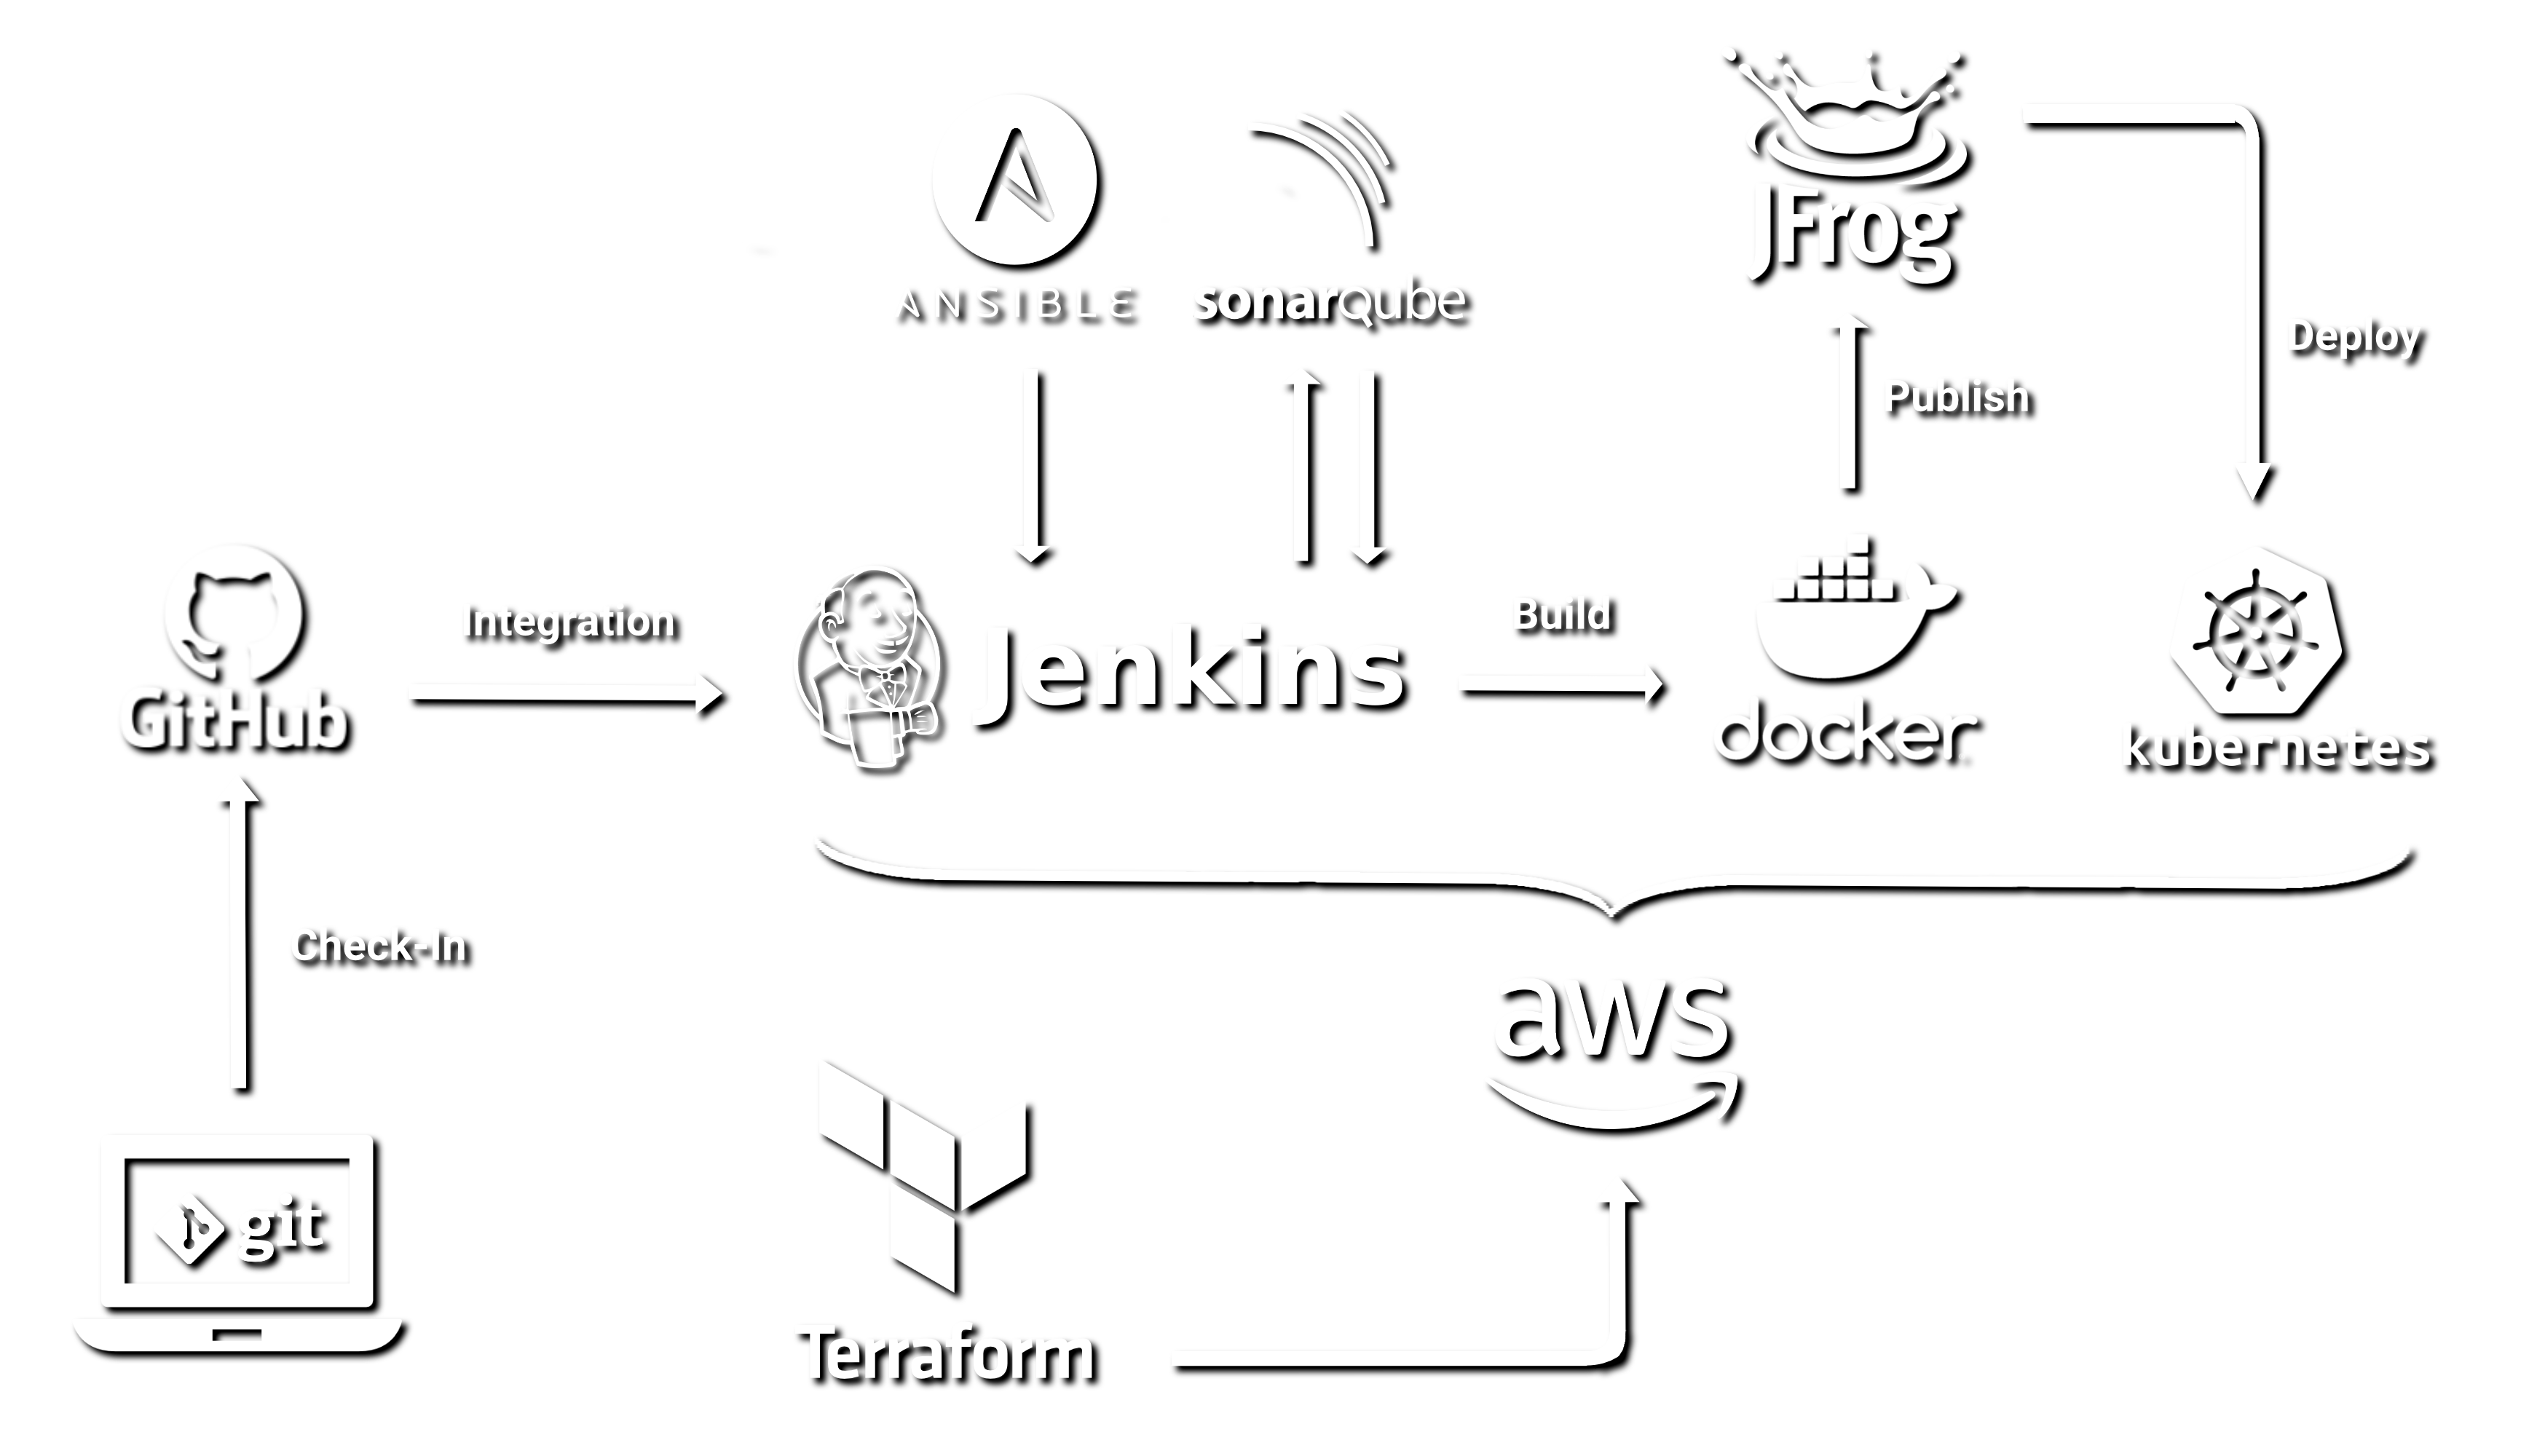 ANSIBLE
sonarqube
JFrog
Deploy
Publish
GitHub
Integration
Jenkins
Build
docker
kubernetes
Check-In
aws
git
Terraform